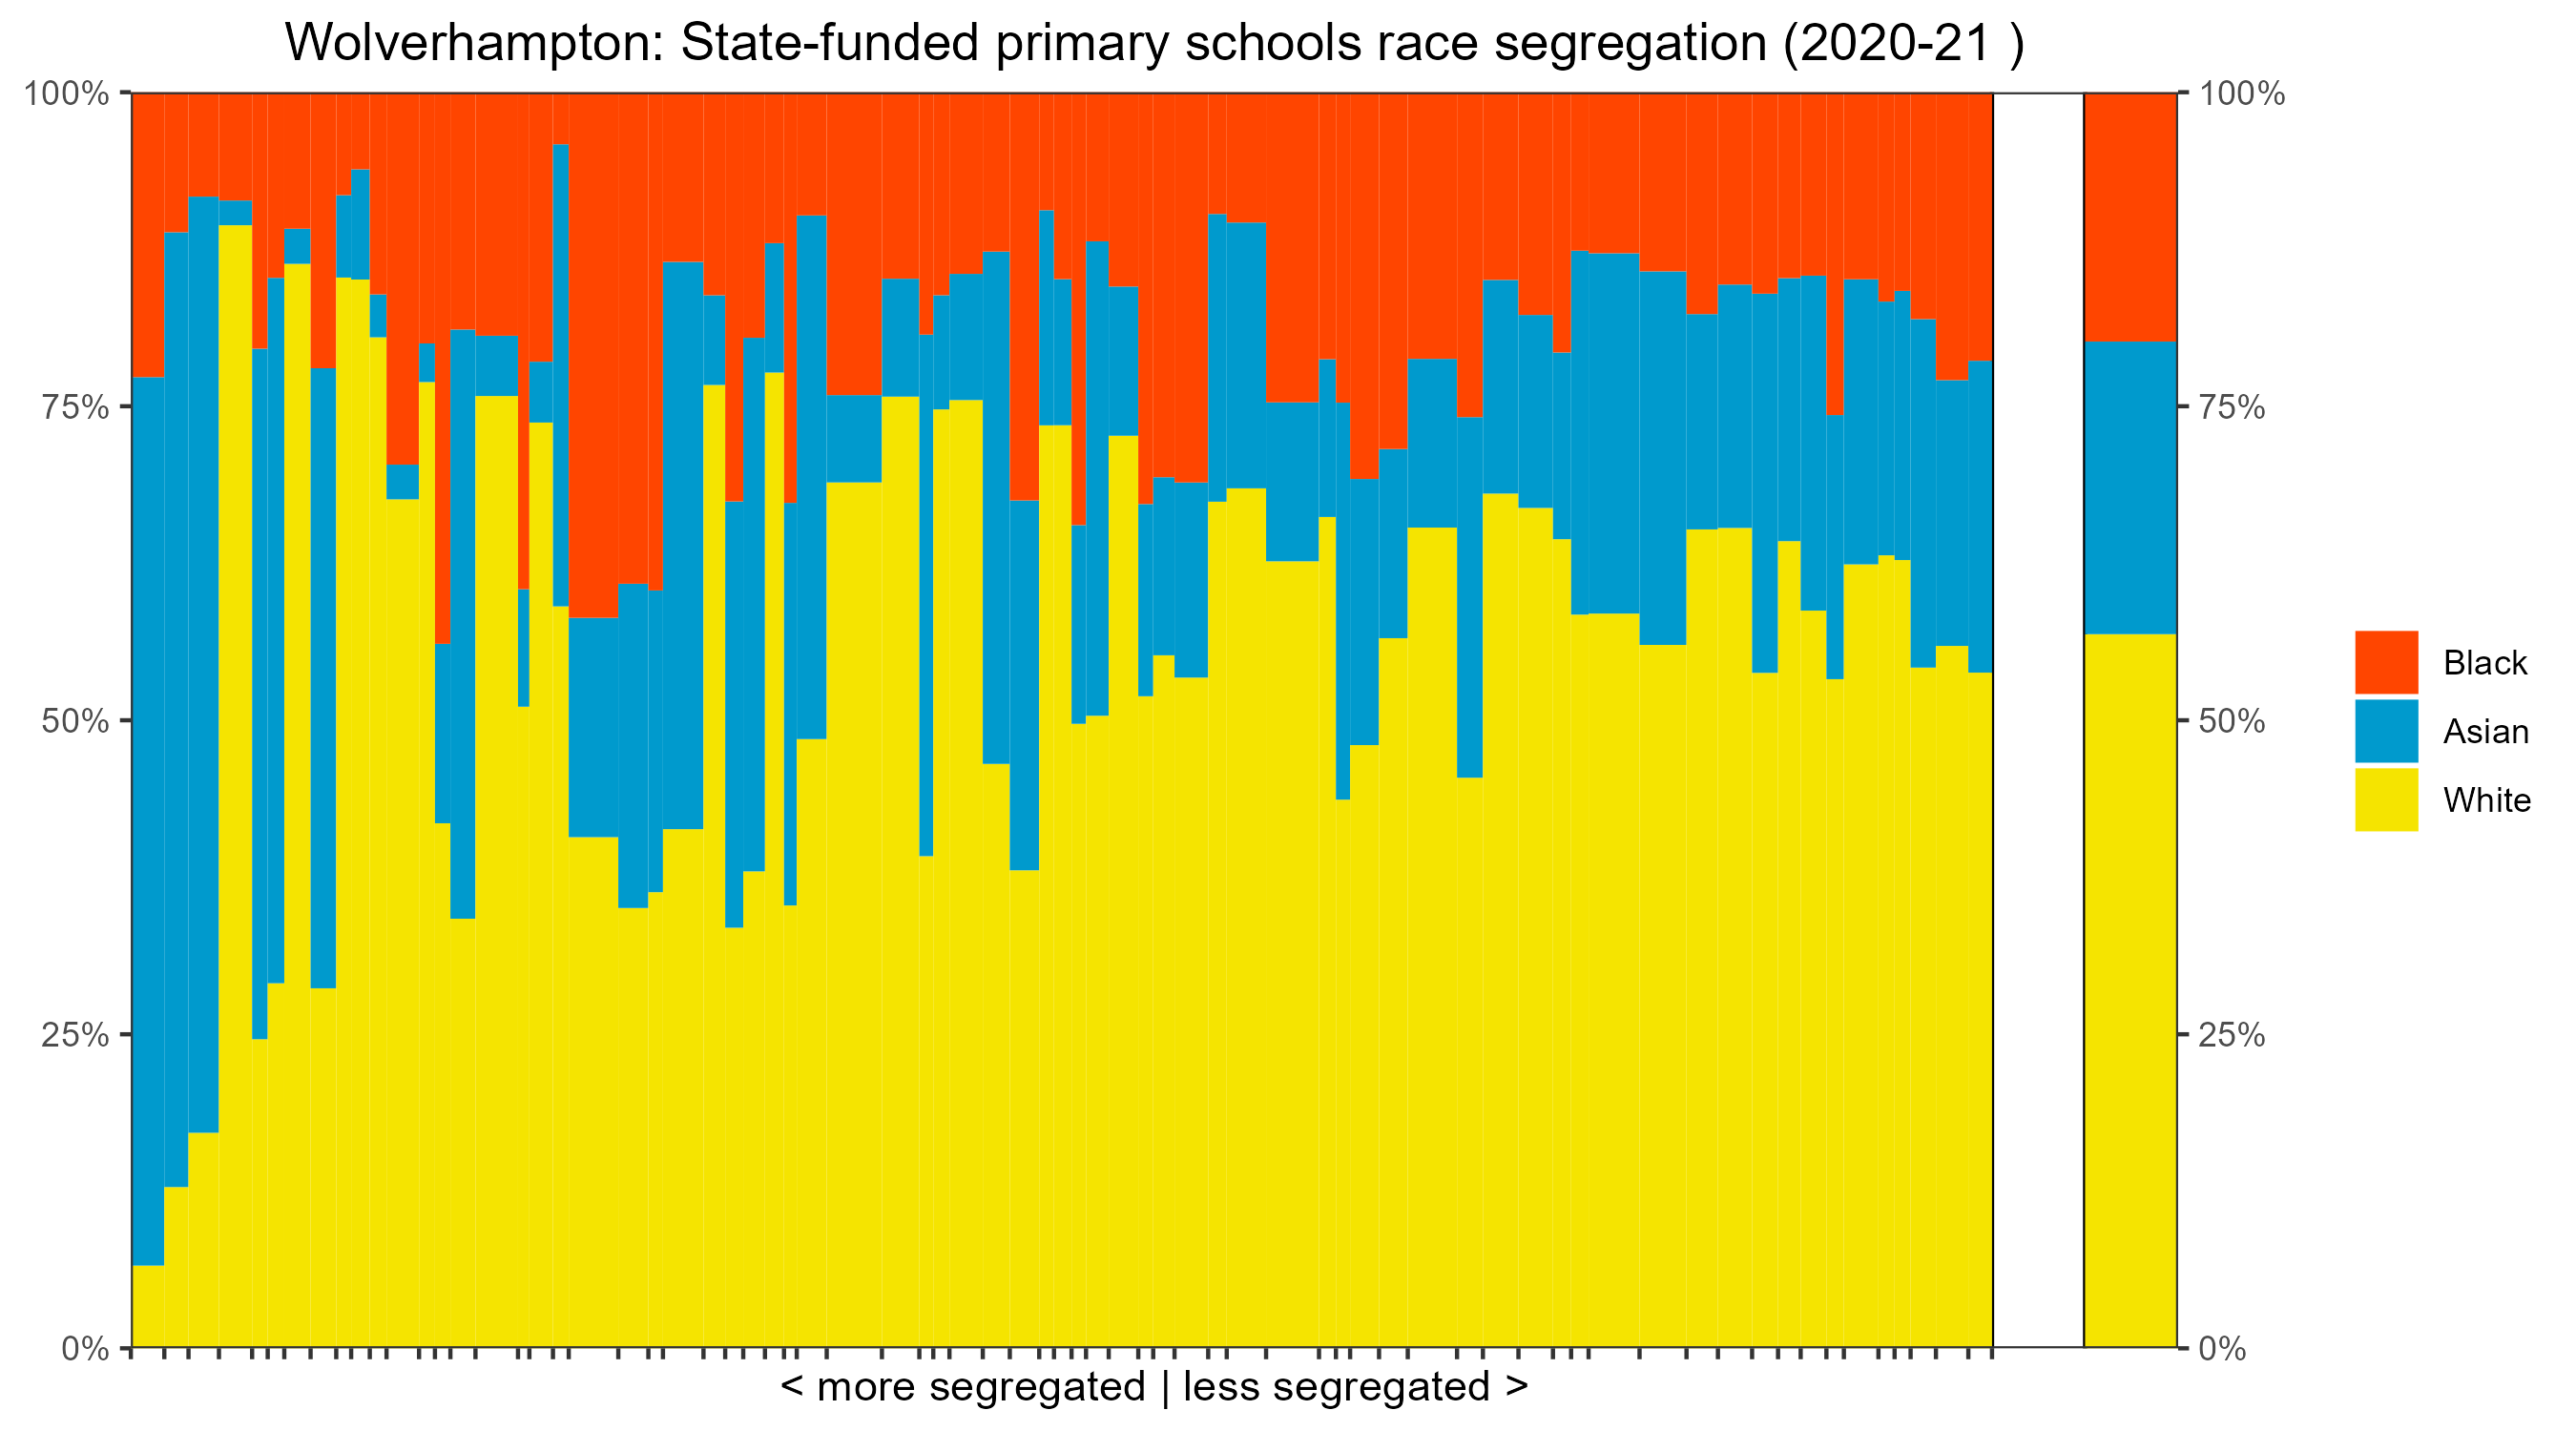 Wolverhampton: State-funded primary schools race segregation (2020-21 )
100%
100%
75%
75%
50%
50%
25%
25%
0%
0%
Black
Asian
White
< more segregated | less segregated >